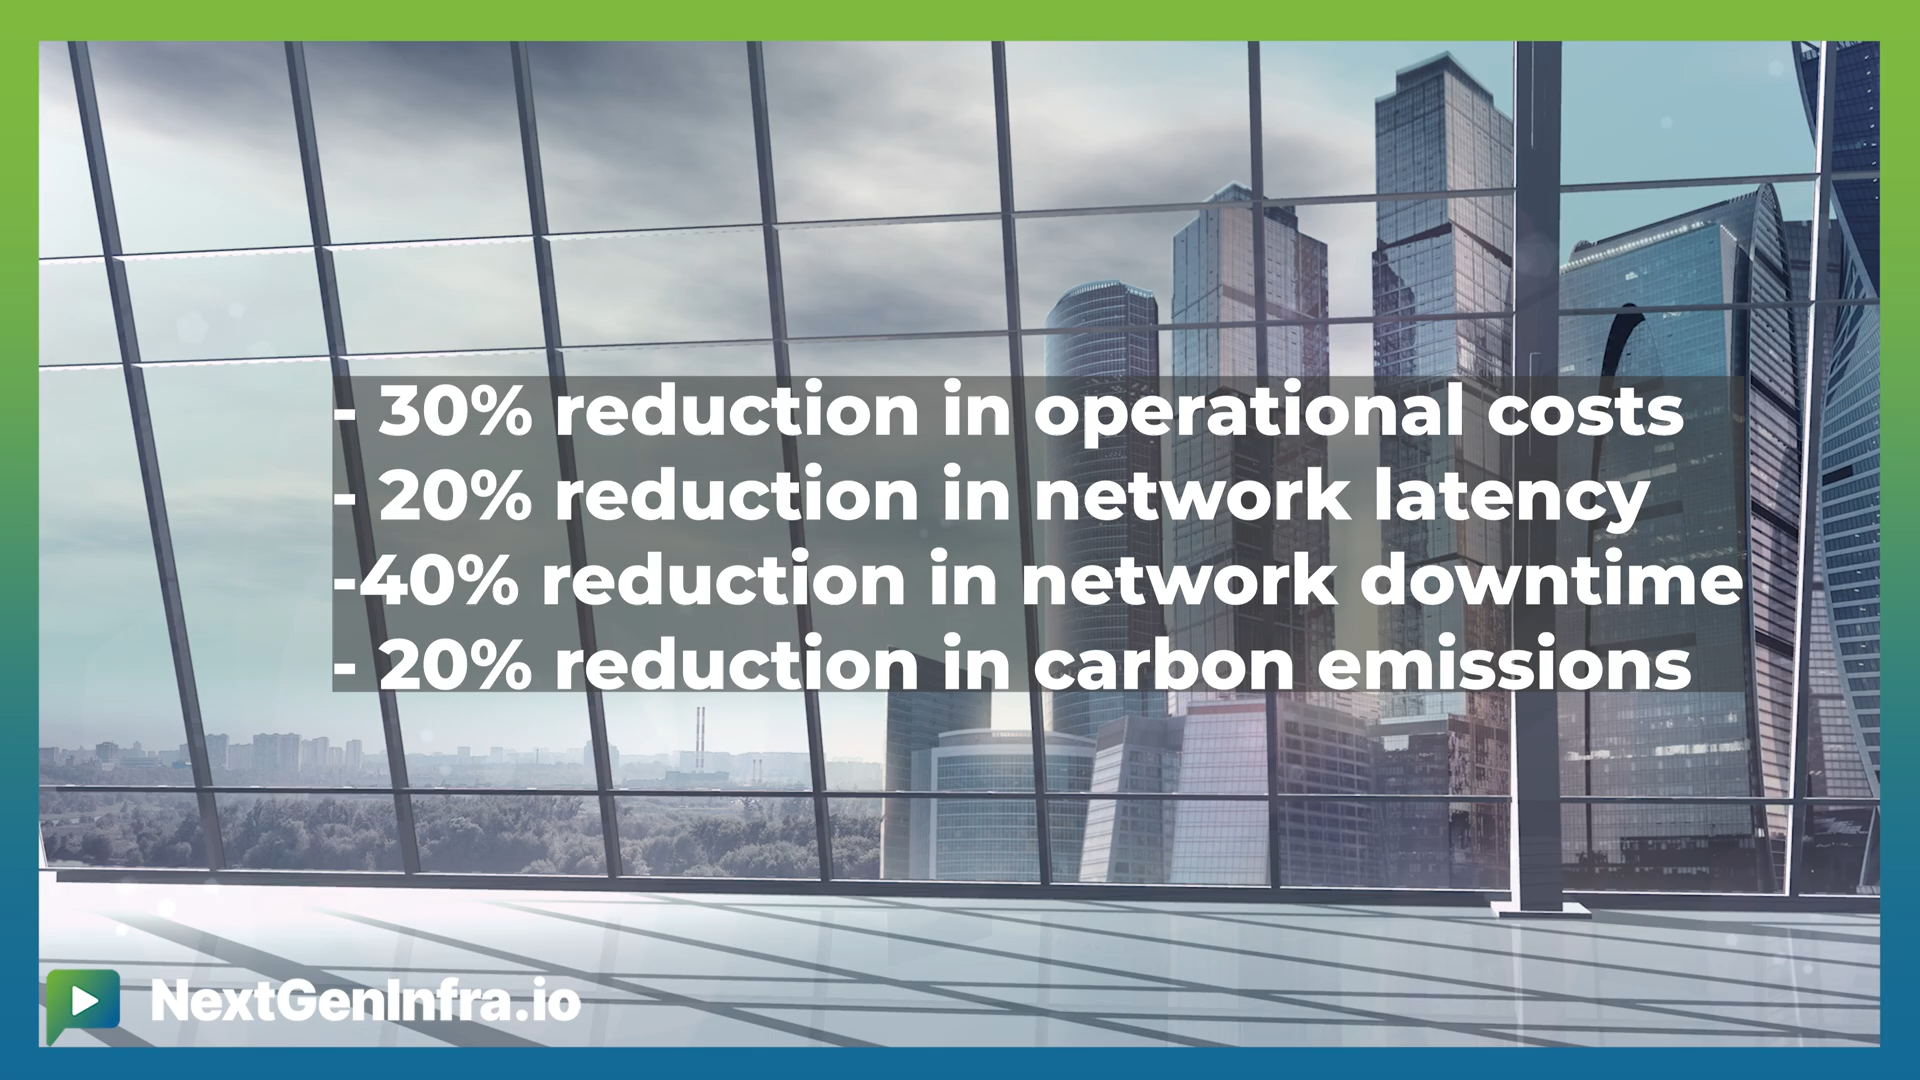 - 30% reduction in operational costs
- 20% reduction in network latency
-40% reduction in network downtime
- 20% reduction in carbon emissions
NextGenInfra.io